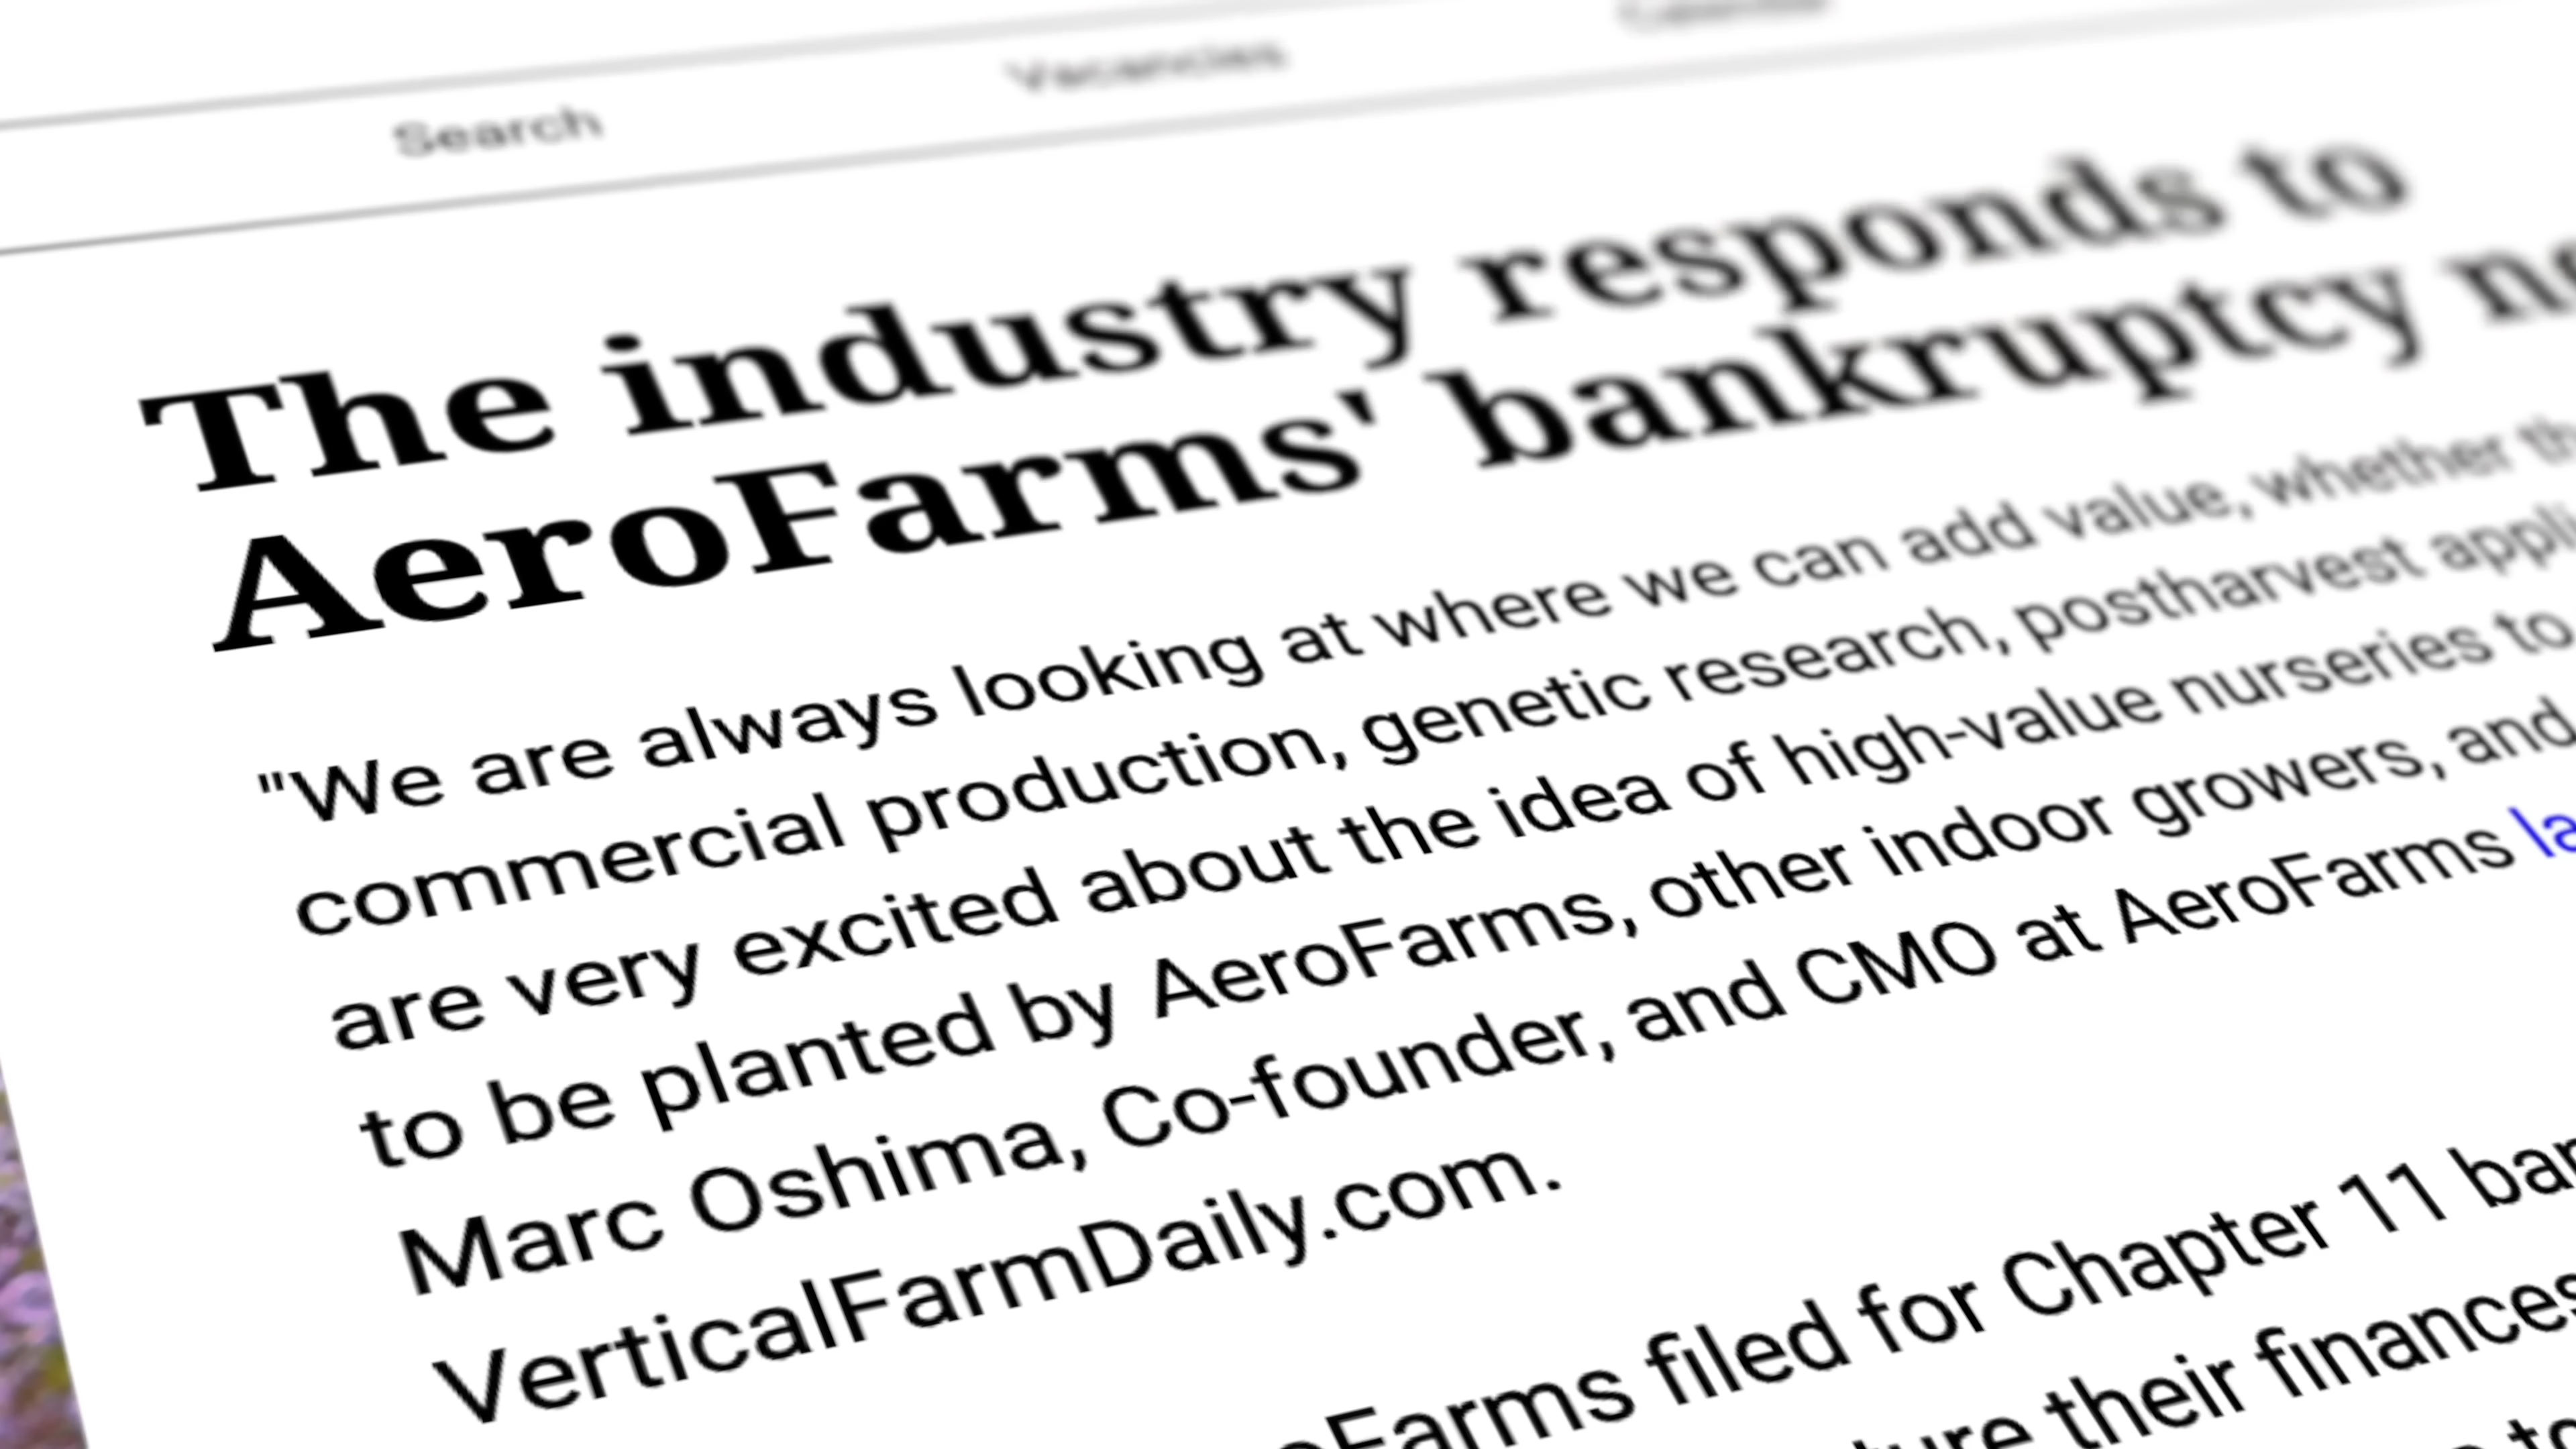 Search Vacancies Calendar
The industry responds to
AeroFarms' bankruptcy
"We are always looking at where we can add value, whether
commercial production, genetic research, postharvest
are very excited about the idea of high-value nurseries to
to be planted by AeroFarms, other indoor growers, and
Marc Oshima, Co-founder, and CMO at AeroFarms
VerticalFarmDaily.com.
filed for Chapter 11
their finances